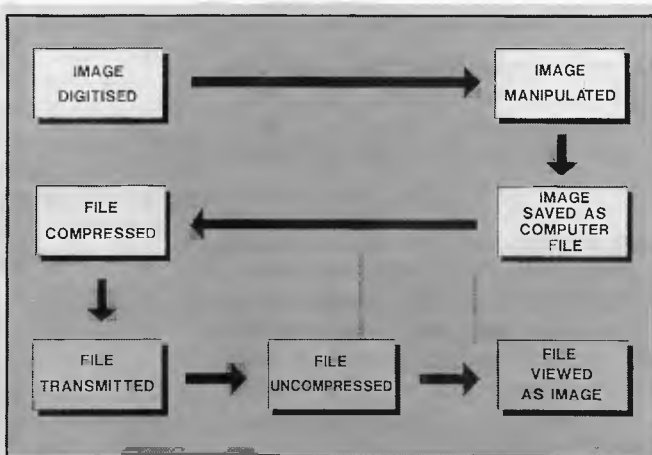 IMAGE
DIGITISED
IMAGE
MANIPULATED
IMAGE
SAVED AS
COMPUTER
FILE
FILE
COMPRESSED
FILE
TRANSMITTED
FILE
UNCOMPRESSED
FILE
VIEWED
AS IMAGE